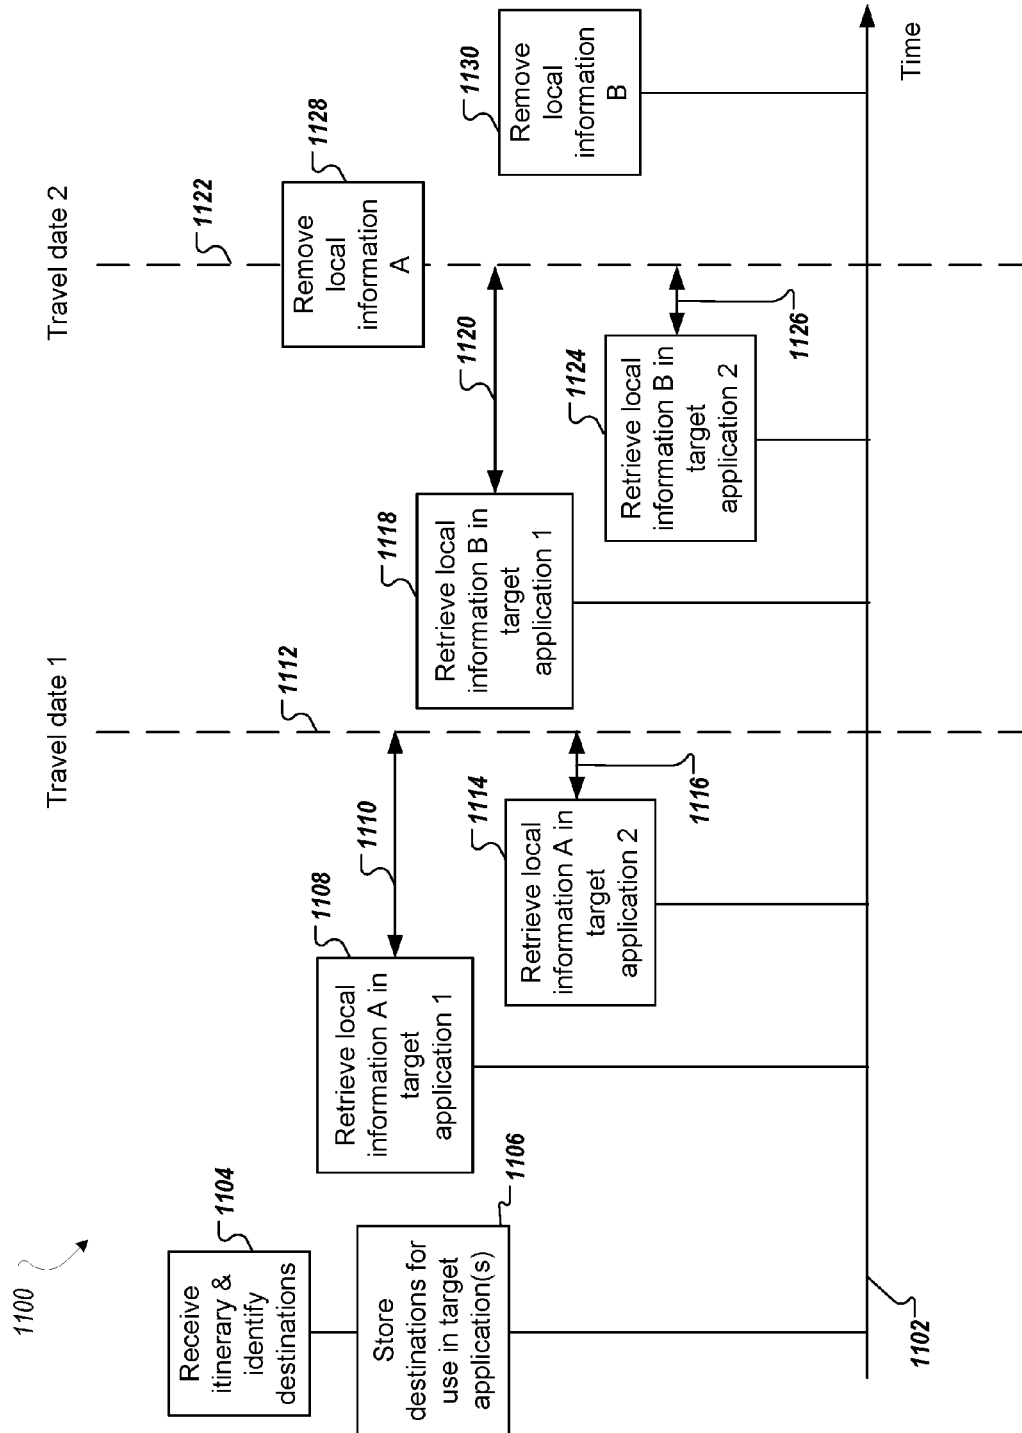 1100
Travel date 1
Travel date 2
1104
Receive
itinerary &
identify
destinations
1106
Store
destinations for
use in target
application(s)
1108
Retrieve local
information A in
target
application 1
1110
1112
1114
Retrieve local
information A in
target
application 2
1116
1118
Retrieve local
information B in
target
application 1
1120
1122
1124
Retrieve local
information B in
target
application 2
1126
1128
Remove
local
information
A
1130
Remove
local
information
B
1102
Time